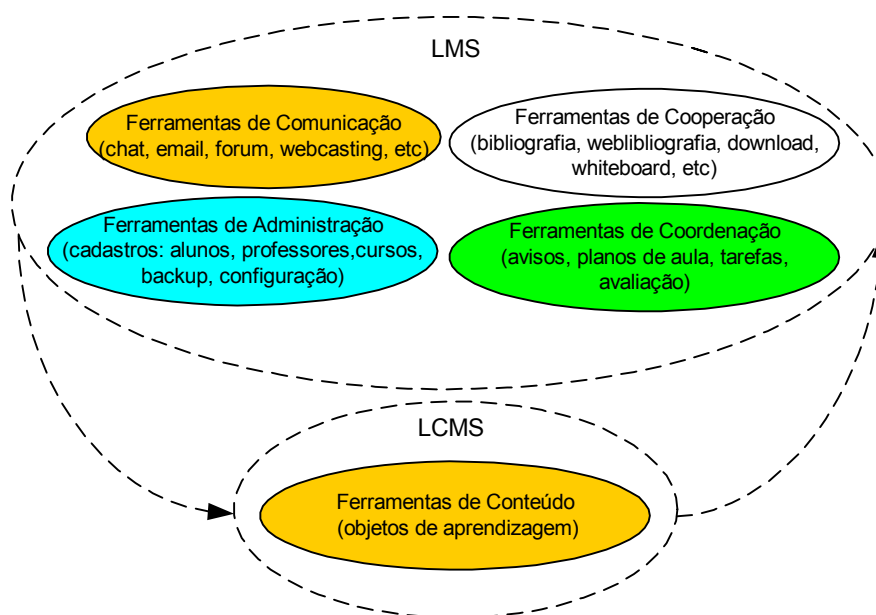 LMS
Ferramentas de Comunicação
(chat, email, forum, webcasting, etc)
Ferramentas de Cooperação
(bibliografia, weblibliografia, download,
whiteboard, etc)
Ferramentas de Administração
(cadastros: alunos, professores,cursos,
backup, configuração)
Ferramentas de Coordenação
(avisos, planos de aula, tarefas,
avaliação)
LCMS
Ferramentas de Conteúdo
(objetos de aprendizagem)